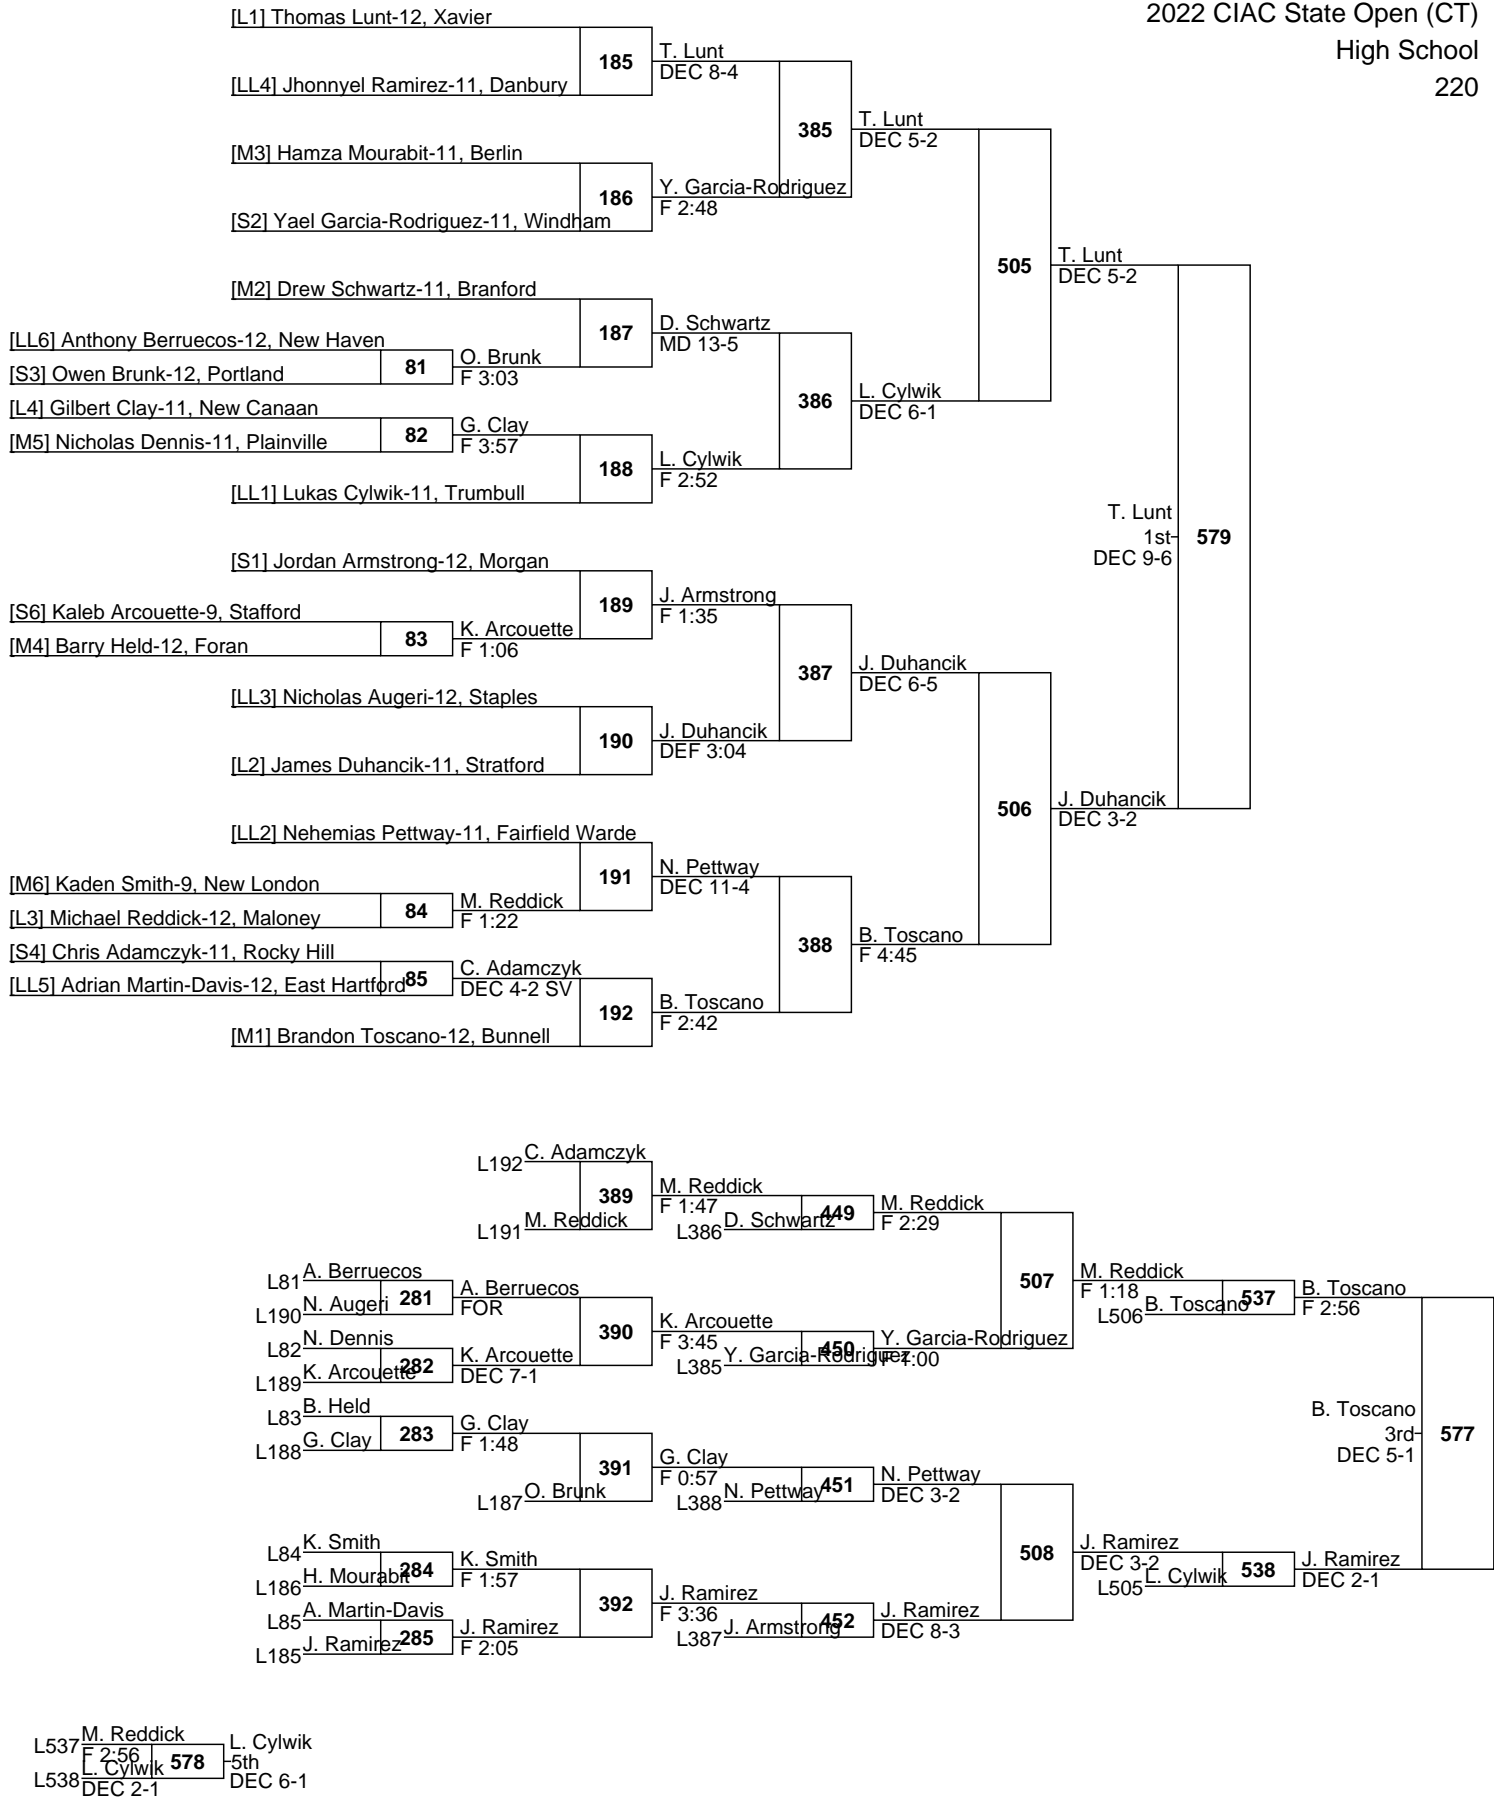 2022 CIAC State Open (CT)
High School
220
[L1] Thomas Lunt-12, Xavier
185
T. Lunt
DEC 8-4
[LL4] Jhonnyel Ramirez-11, Danbury
385
T. Lunt
DEC 5-2
[M3] Hamza Mourabit-11, Berlin
186
Y. Garcia-Rodriguez
F 2:48
[S2] Yael Garcia-Rodriguez-11, Windham
505
T. Lunt
DEC 5-2
[M2] Drew Schwartz-11, Branford
187
D. Schwartz
MD 13-5
[LL6] Anthony Berruecos-12, New Haven
81
O. Brunk
F 3:03
[S3] Owen Brunk-12, Portland
386
L. Cylwik
DEC 6-1
[L4] Gilbert Clay-11, New Canaan
82
G. Clay
F 3:57
[M5] Nicholas Dennis-11, Plainville
188
L. Cylwik
F 2:52
[LL1] Lukas Cylwik-11, Trumbull
T. Lunt
1st
DEC 9-6
579
[S1] Jordan Armstrong-12, Morgan
189
J. Armstrong
F 1:35
[S6] Kaleb Arcouette-9, Stafford
83
K. Arcouette
F 1:06
[M4] Barry Held-12, Foran
387
J. Duhancik
DEC 6-5
[LL3] Nicholas Augeri-12, Staples
190
J. Duhancik
DEF 3:04
[L2] James Duhancik-11, Stratford
506
J. Duhancik
DEC 3-2
[LL2] Nehemias Pettway-11, Fairfield Warde
191
N. Pettway
DEC 11-4
[M6] Kaden Smith-9, New London
84
M. Reddick
F 1:22
[L3] Michael Reddick-12, Maloney
388
B. Toscano
F 4:45
[S4] Chris Adamczyk-11, Rocky Hill
85
C. Adamczyk
DEC 4-2 SV
[LL5] Adrian Martin-Davis-12, East Hartford
192
B. Toscano
F 2:42
[M1] Brandon Toscano-12, Bunnell
L192
C. Adamczyk
389
M. Reddick
F 1:47
L191
M. Reddick
L386
D. Schwartz
449
M. Reddick
F 2:29
L81
A. Berruecos
281
A. Berruecos
FOR
L190
N. Augeri
507
M. Reddick
F 1:18
L506
B. Toscano
537
B. Toscano
F 2:56
390
K. Arcouette
F 3:45
L82
N. Dennis
282
K. Arcouette
DEC 7-1
L189
K. Arcouette
L385
Y. Garcia-Rodriguez
450
Y. Garcia-Rodriguez
F 1:00
L83
B. Held
283
G. Clay
F 1:48
L188
G. Clay
391
G. Clay
F 0:57
L187
O. Brunk
L388
N. Pettway
451
N. Pettway
DEC 3-2
B. Toscano
3rd
DEC 5-1
577
L84
K. Smith
284
K. Smith
F 1:57
L186
H. Mourabit
508
J. Ramirez
DEC 3-2
L505
L. Cylwik
538
J. Ramirez
DEC 2-1
392
J. Ramirez
F 3:36
L85
A. Martin-Davis
285
J. Ramirez
F 2:05
L185
J. Ramirez
L387
J. Armstrong
452
J. Ramirez
DEC 8-3
L537
M. Reddick
F 2:56
578
L. Cylwik
5th
DEC 6-1
L538
L. Cylwik
DEC 2-1